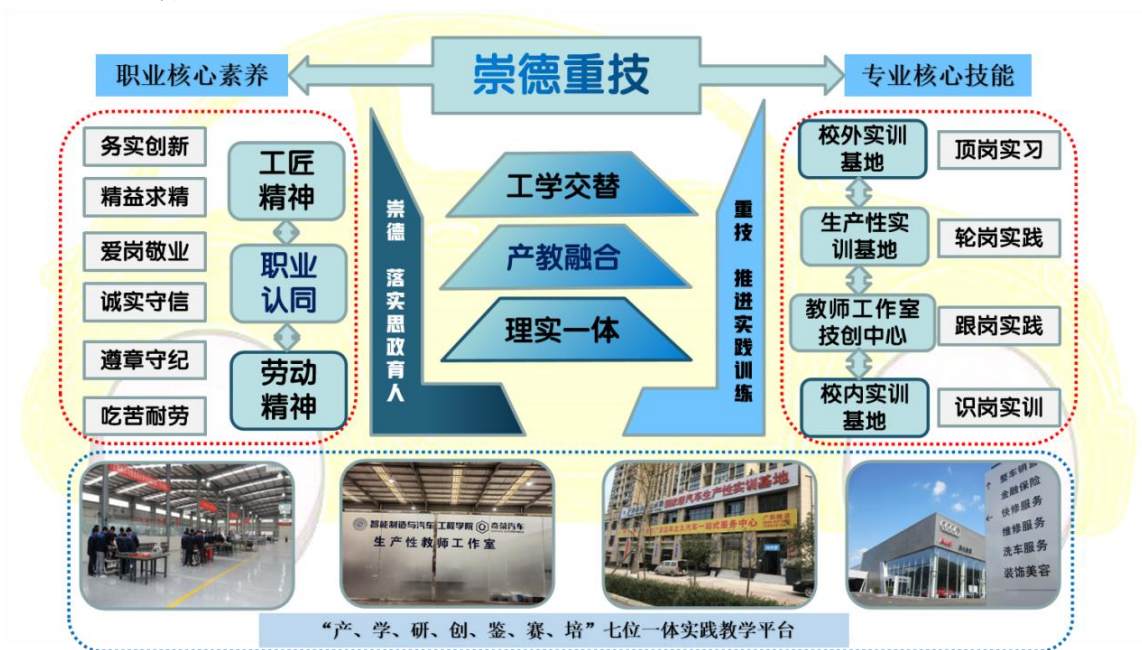 崇德重技
职业核心素养
专业核心技能
务实创新
精益求精
爱岗敬业
诚实守信
遵章守纪
吃苦耐劳
工匠
精神
职业
认同
劳动
精神
崇德 落实思政育人
工学交替
产教融合
理实一体
重技 推进实践训练
校外实训
基地
生产性实
训基地
教师工作室
技创中心
校内实训
基地
顶岗实习
轮岗实践
跟岗实践
识岗实训
智能制造与汽车工程学院 奇荣汽车
生产性教师工作室
汽车生产性实训基地
汽车一站式服务中心
整车销售
金融保险
快修服务
维修服务
洗车服务
装饰美容
“产、学、研、创、鉴、赛、培”七位一体实践教学平台